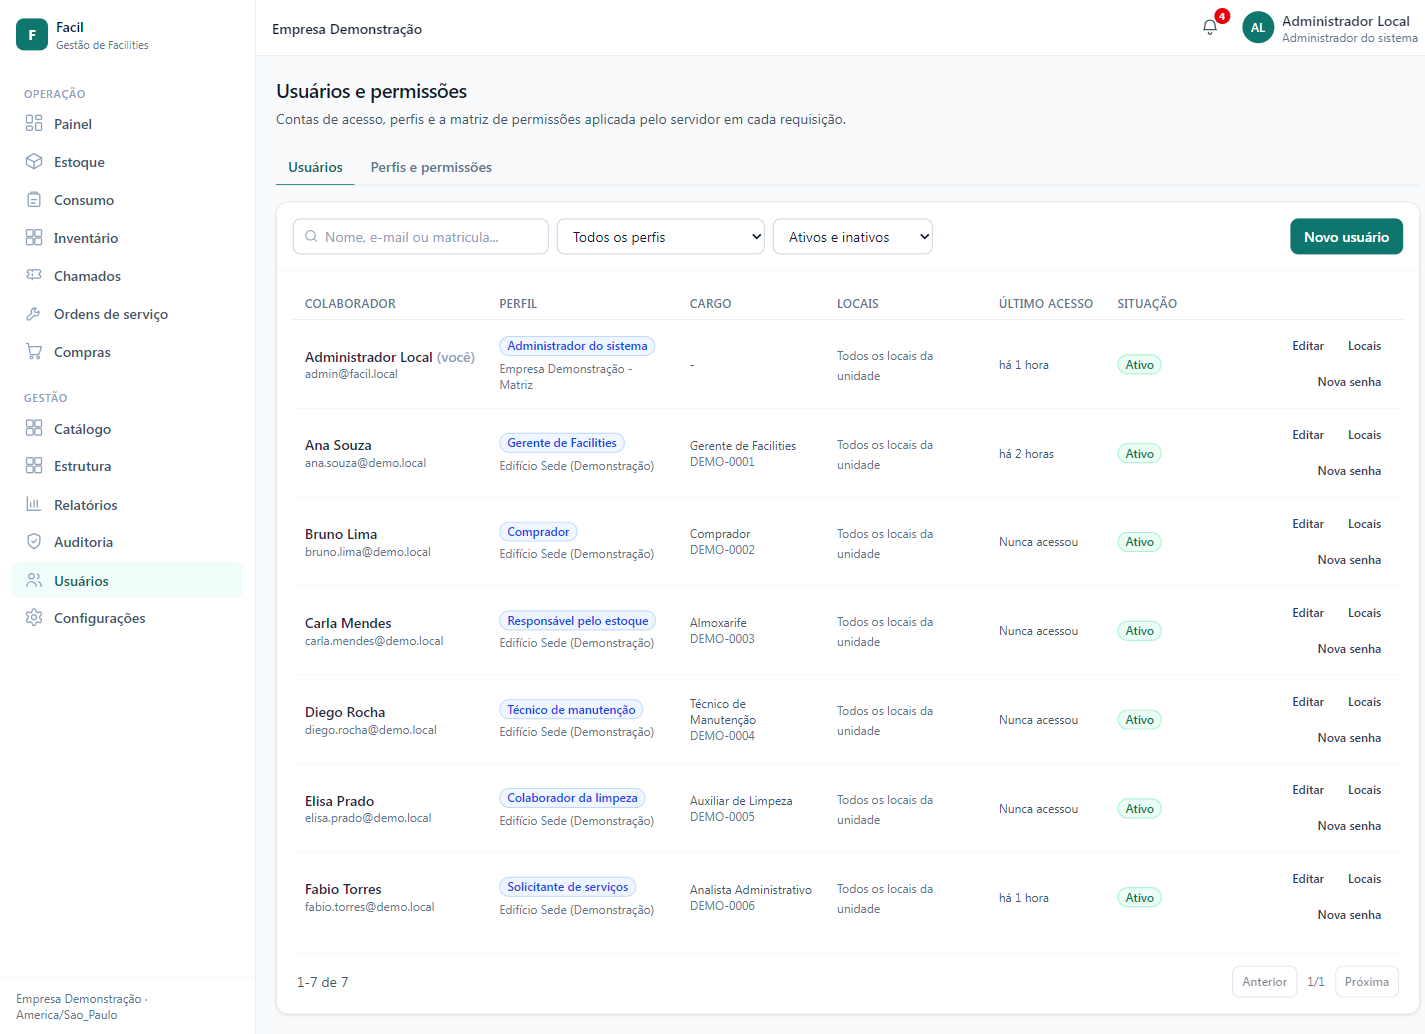 F
Facil
Gestão de Facilities
OPERAÇÃO
Painel
Estoque
Consumo
Inventário
Chamados
Ordens de serviço
Compras
GESTÃO
Catálogo
Estrutura
Relatórios
Auditoria
Usuários
Configurações
Empresa Demonstração ·
America/Sao_Paulo
Empresa Demonstração
4
AL
Administrador Local
Administrador do sistema
Usuários e permissões
Contas de acesso, perfis e a matriz de permissões aplicada pelo servidor em cada requisição.
Usuários Perfis e permissões
Nome, e-mail ou matricula... Todos os perfis Ativos e inativos Novo usuário
COLABORADOR PERFIL CARGO LOCAIS ÚLTIMO ACESSO SITUAÇÃO
Administrador Local (você)
admin@facil.local
Administrador do sistema
Empresa Demonstração -
Matriz
-
Todos os locais da
unidade
há 1 hora
Ativo
Editar Locais
Nova senha
Ana Souza
ana.souza@demo.local
Gerente de Facilities
Edifício Sede (Demonstração)
Gerente de Facilities
DEMO-0001
Todos os locais da
unidade
há 2 horas
Ativo
Editar Locais
Nova senha
Bruno Lima
bruno.lima@demo.local
Comprador
Edifício Sede (Demonstração)
Comprador
DEMO-0002
Todos os locais da
unidade
Nunca acessou
Ativo
Editar Locais
Nova senha
Carla Mendes
carla.mendes@demo.local
Responsável pelo estoque
Edifício Sede (Demonstração)
Almoxarife
DEMO-0003
Todos os locais da
unidade
Nunca acessou
Ativo
Editar Locais
Nova senha
Diego Rocha
diego.rocha@demo.local
Técnico de manutenção
Edifício Sede (Demonstração)
Técnico de
Manutenção
DEMO-0004
Todos os locais da
unidade
Nunca acessou
Ativo
Editar Locais
Nova senha
Elisa Prado
elisa.prado@demo.local
Colaborador da limpeza
Edifício Sede (Demonstração)
Auxiliar de Limpeza
DEMO-0005
Todos os locais da
unidade
Nunca acessou
Ativo
Editar Locais
Nova senha
Fabio Torres
fabio.torres@demo.local
Solicitante de serviços
Edifício Sede (Demonstração)
Analista Administrativo
DEMO-0006
Todos os locais da
unidade
há 1 hora
Ativo
Editar Locais
Nova senha
1-7 de 7
Anterior 1/1 Próxima